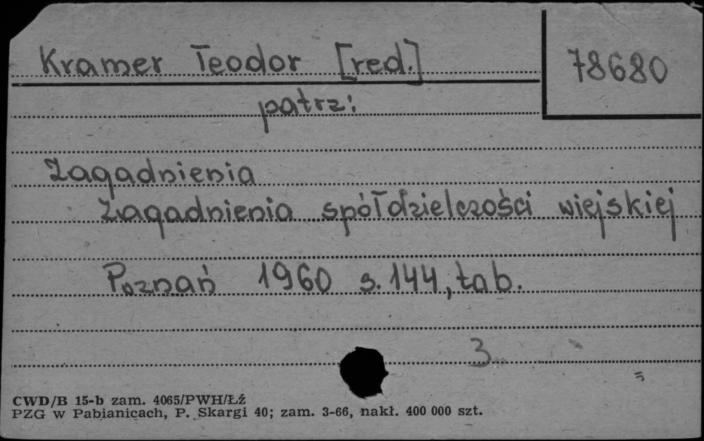 Kramer Teodor [red.]
78680
patrz:
Zagadnienia
Zagadnienia spółdzielczości wiejskiej
Poznań 1960 s. 144, tab.
3
CWD/B 15-b zam. 4065/PWH/Łź
PZG w Pabianicach, P. Skargi 40; zam. 3-66, nakł. 400 000 szt.